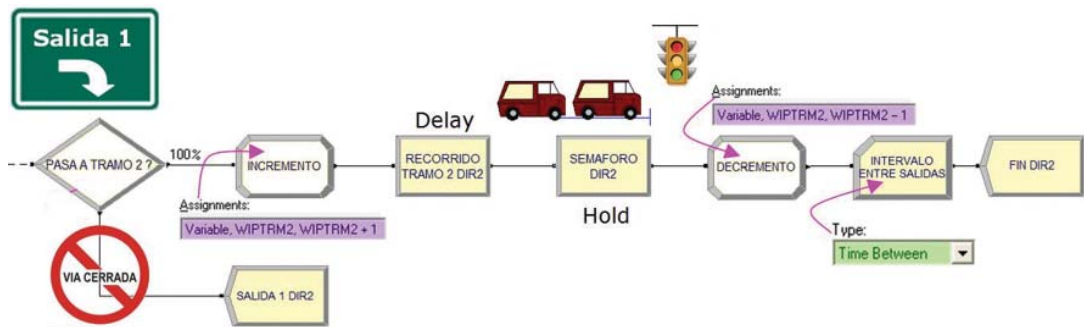 Salida 1
PASA A TRAMO 2 ?
100%
INCREMENTO
Assignments:
Variable, WIPTRM2, WIPTRM2 + 1
Delay
RECORRIDO
TRAMO 2 DIR2
SEMAFORO
DIR2
Hold
Assignments:
Variable, WIPTRM2, WIPTRM2 - 1
DECREMENTO
INTERVALO
ENTRE SALIDAS
Type:
Time Between
FIN DIR2
VIA CERRADA
SALIDA 1 DIR2